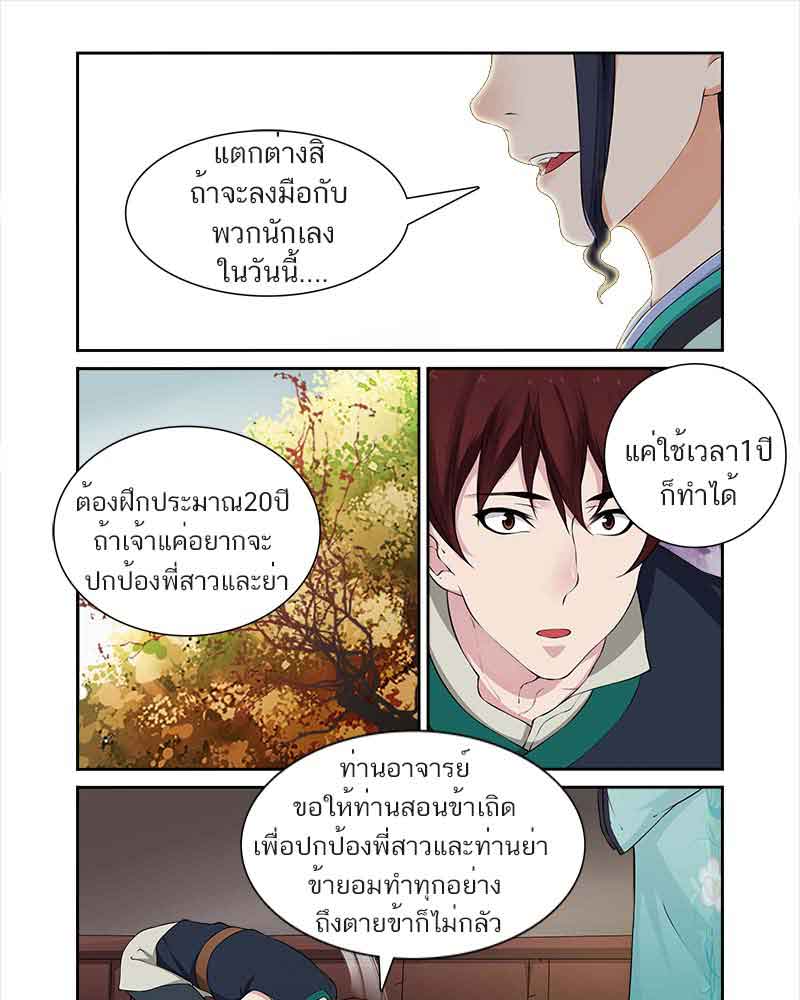 แตกต่างสิ
ถ้าจะลงมือกับ
พวกนักเลง
ในวันนี้....
แค่ใช้เวลา1ปี
ก็ทำได้
ต้องฝึกประมาณ20ปี
ถ้าเจ้าแค่อยากจะ
ปกป้องพี่สาวและย่า
ท่านอาจารย์
ขอให้ท่านสอนข้าเถิด
เพื่อปกป้องพี่สาวและท่านย่า
ข้ายอมทำทุกอย่าง
ถึงตายข้าก็ไม่กลัว